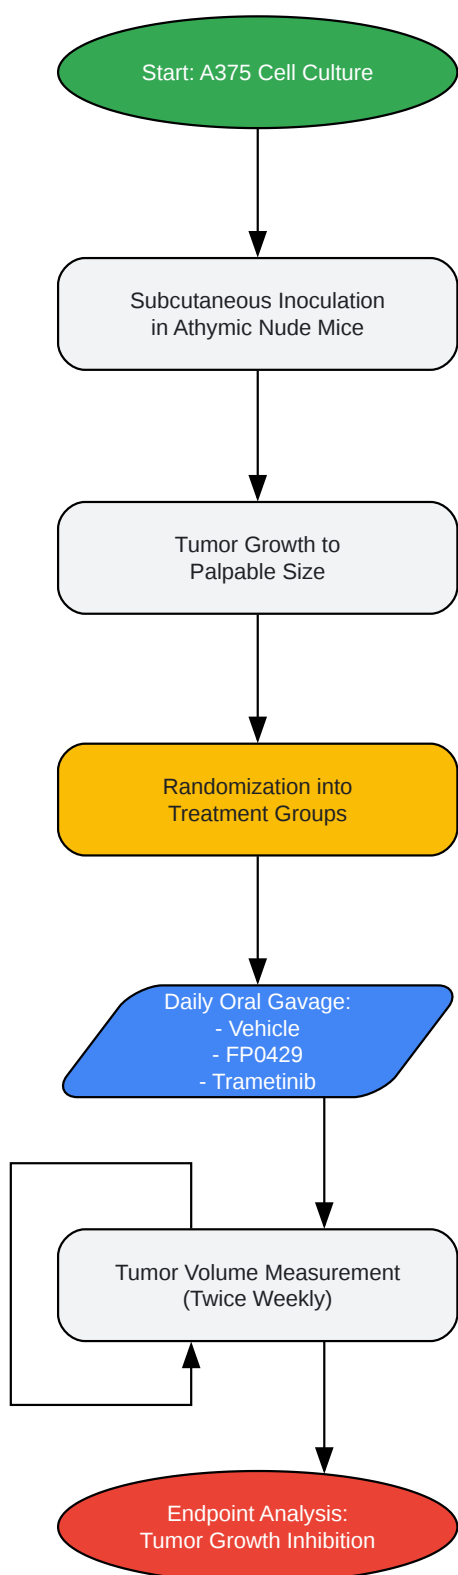 Start: A375 Cell Culture
Subcutaneous Inoculation
in Athymic Nude Mice
Tumor Growth to
Palpable Size
Randomization into
Treatment Groups
Daily Oral Gavage:
- Vehicle
- FP0429
- Trametinib
Tumor Volume Measurement
(Twice Weekly)
Endpoint Analysis:
Tumor Growth Inhibition